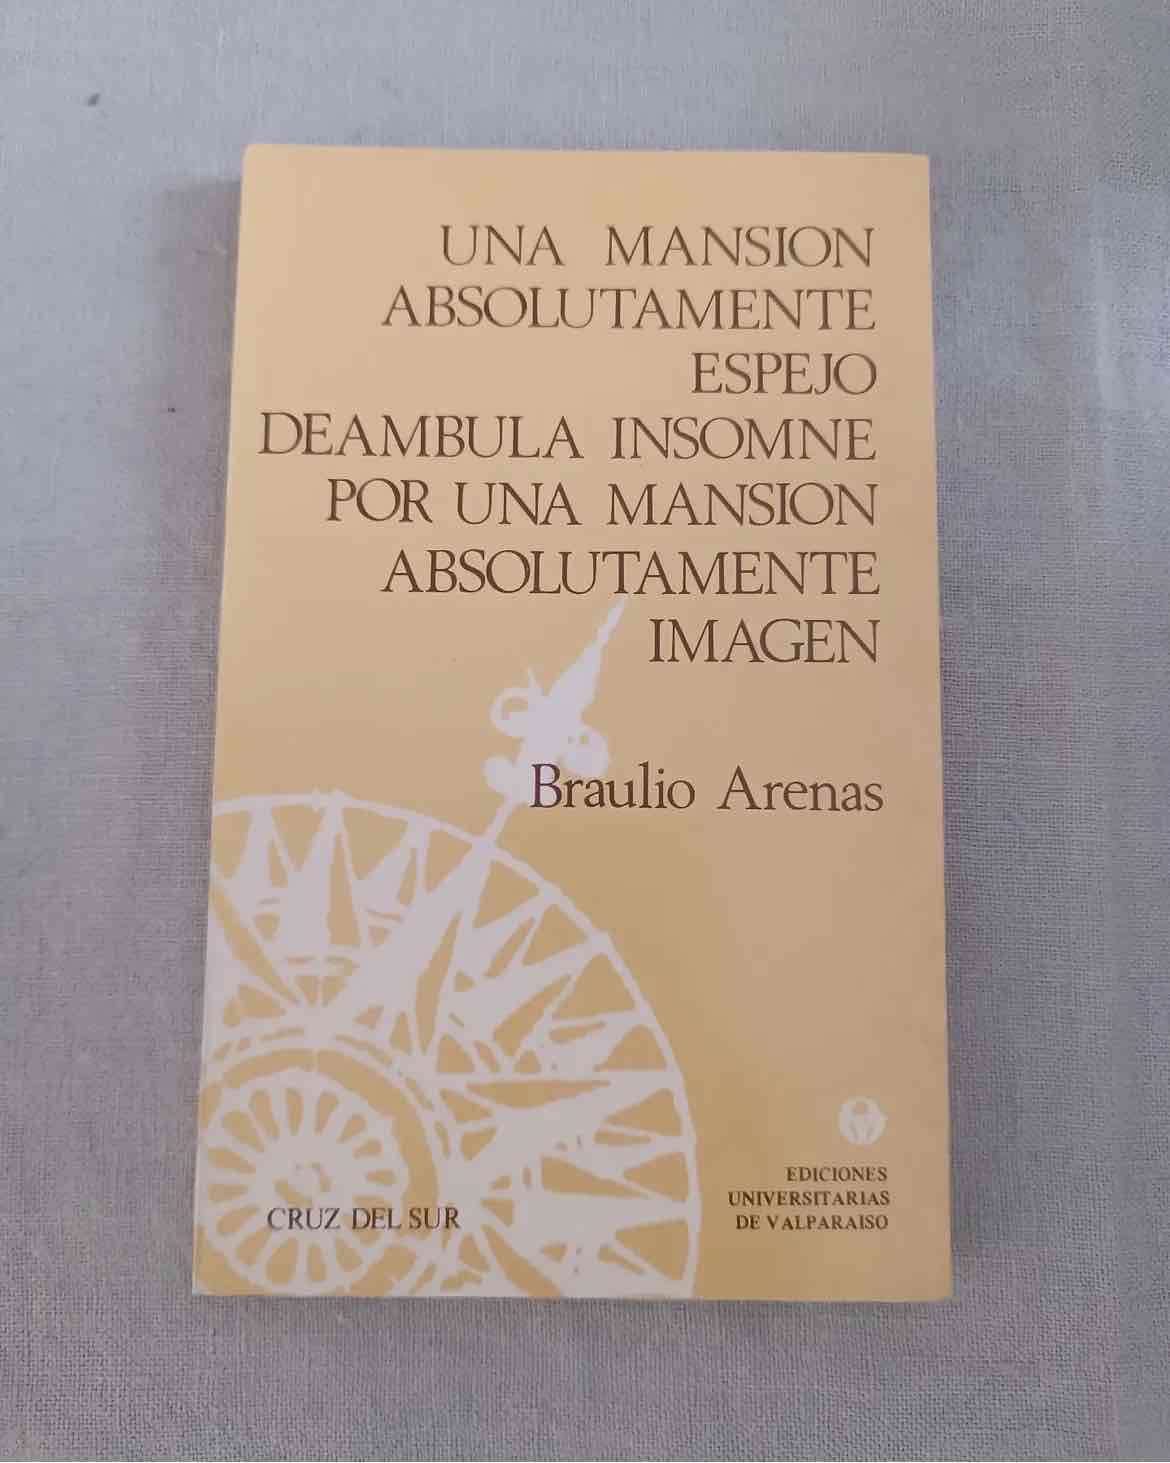 UNA MANSION
ABSOLUTAMENTE
ESPEJO
DEAMBULA INSOMNE
POR UNA MANSION
ABSOLUTAMENTE
IMAGEN
Braulio Arenas
EDICIONES
UNIVERSITARIAS
DE VALPARAISO
CRUZ DEL SUR